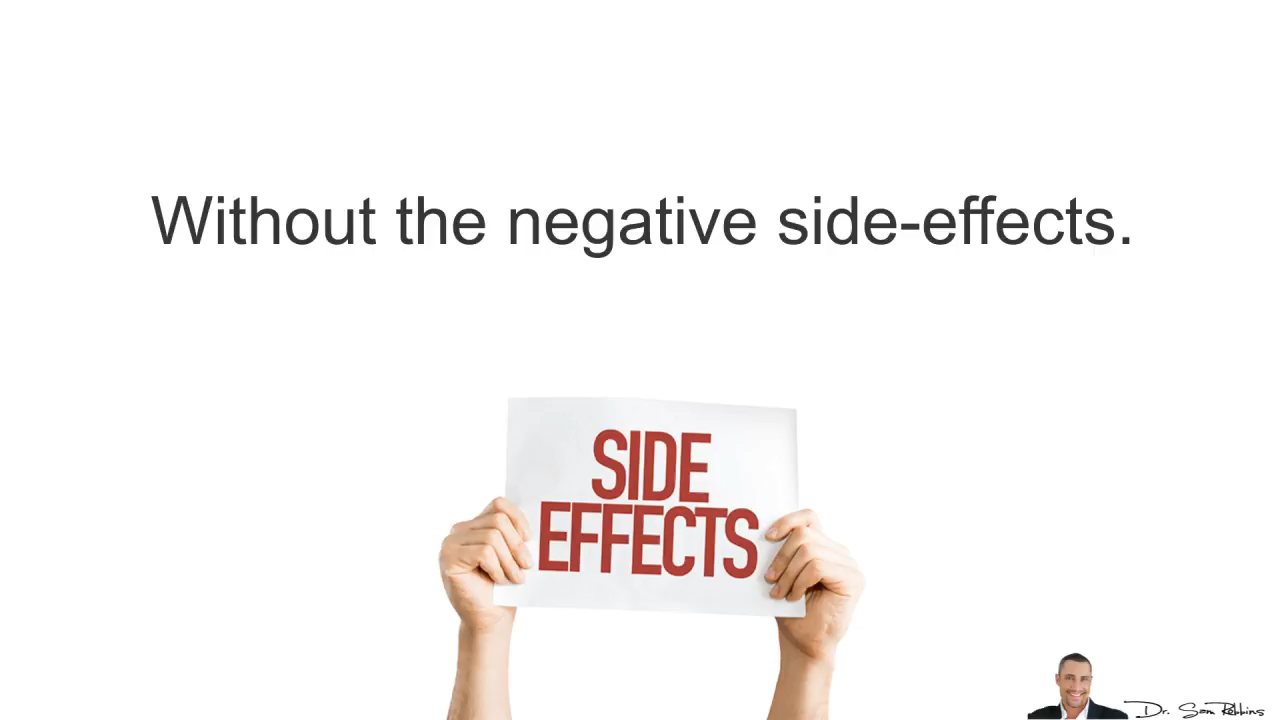 Without the negative side-effects.
SIDE
EFFECTS
Dr. Sam Robbins